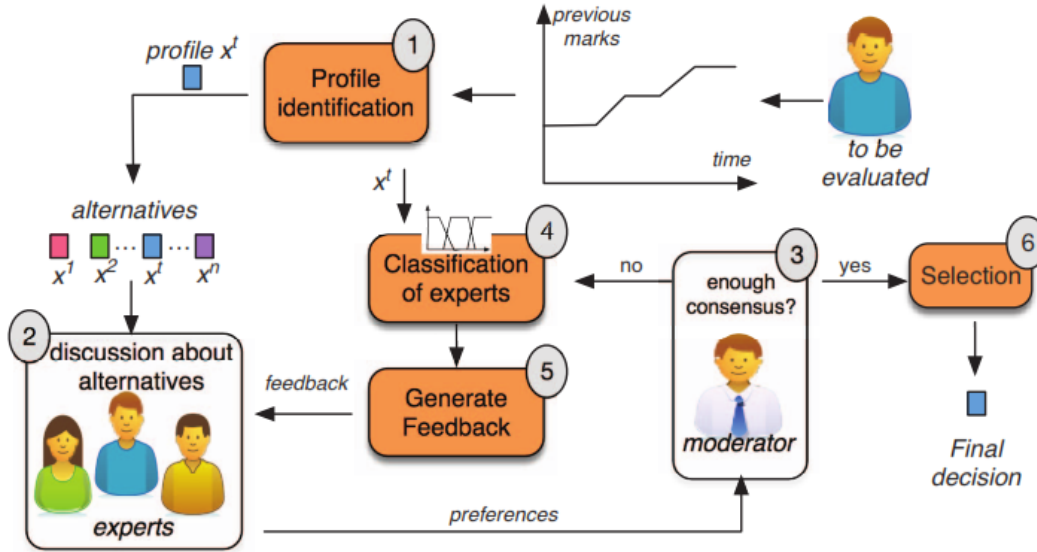 previous
marks
time
to be
evaluated
1
Profile
identification
profile x^t
alternatives
x^1 x^2 ... x^t ... x^n
2
discussion about
alternatives
experts
x^t
4
Classification
of experts
5
Generate
Feedback
feedback
preferences
3
enough
consensus?
moderator
no
yes
6
Selection
Final
decision